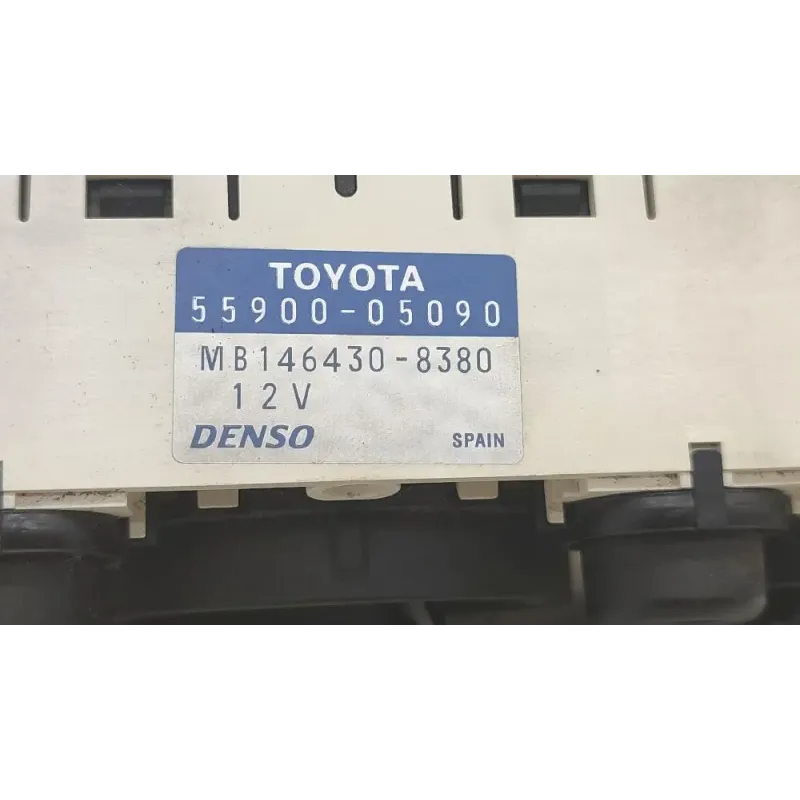 TOYOTA
55900-05090
MB146430-8380
12V
DENSO SPAIN